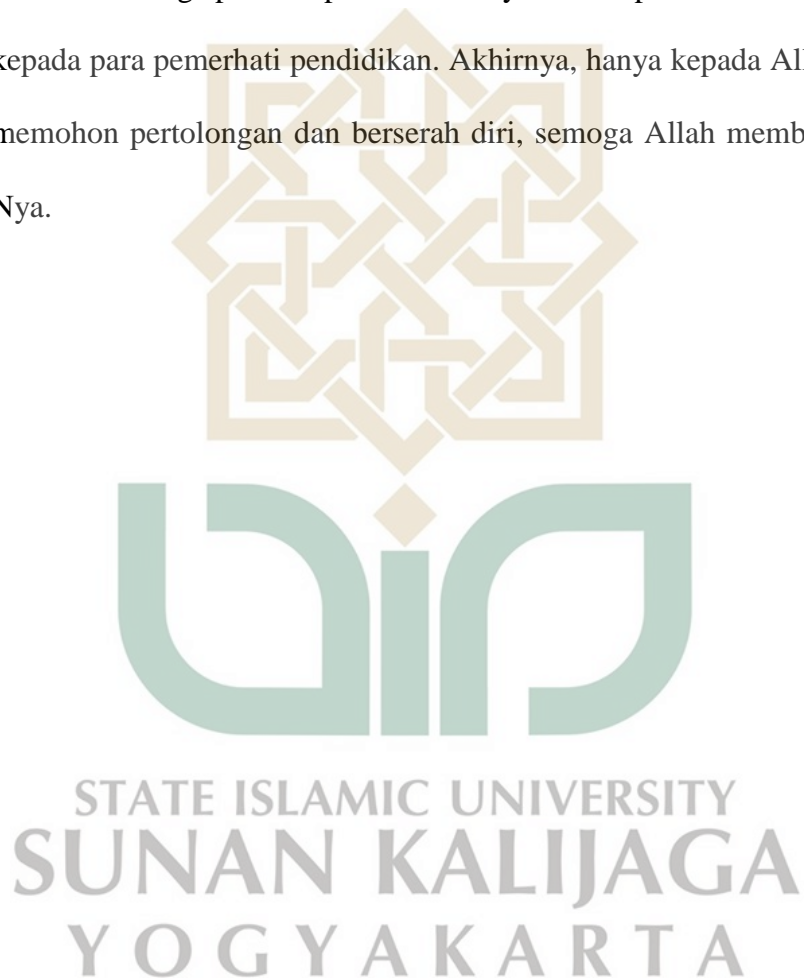 kepada para pemerhati pendidikan. Akhirnya, hanya kepada
memohon pertolongan dan berserah diri, semoga Allah
Nya.
STATE ISLAMIC UNIVERSITY
SUNAN KALIJAGA
YOGYAKARTA